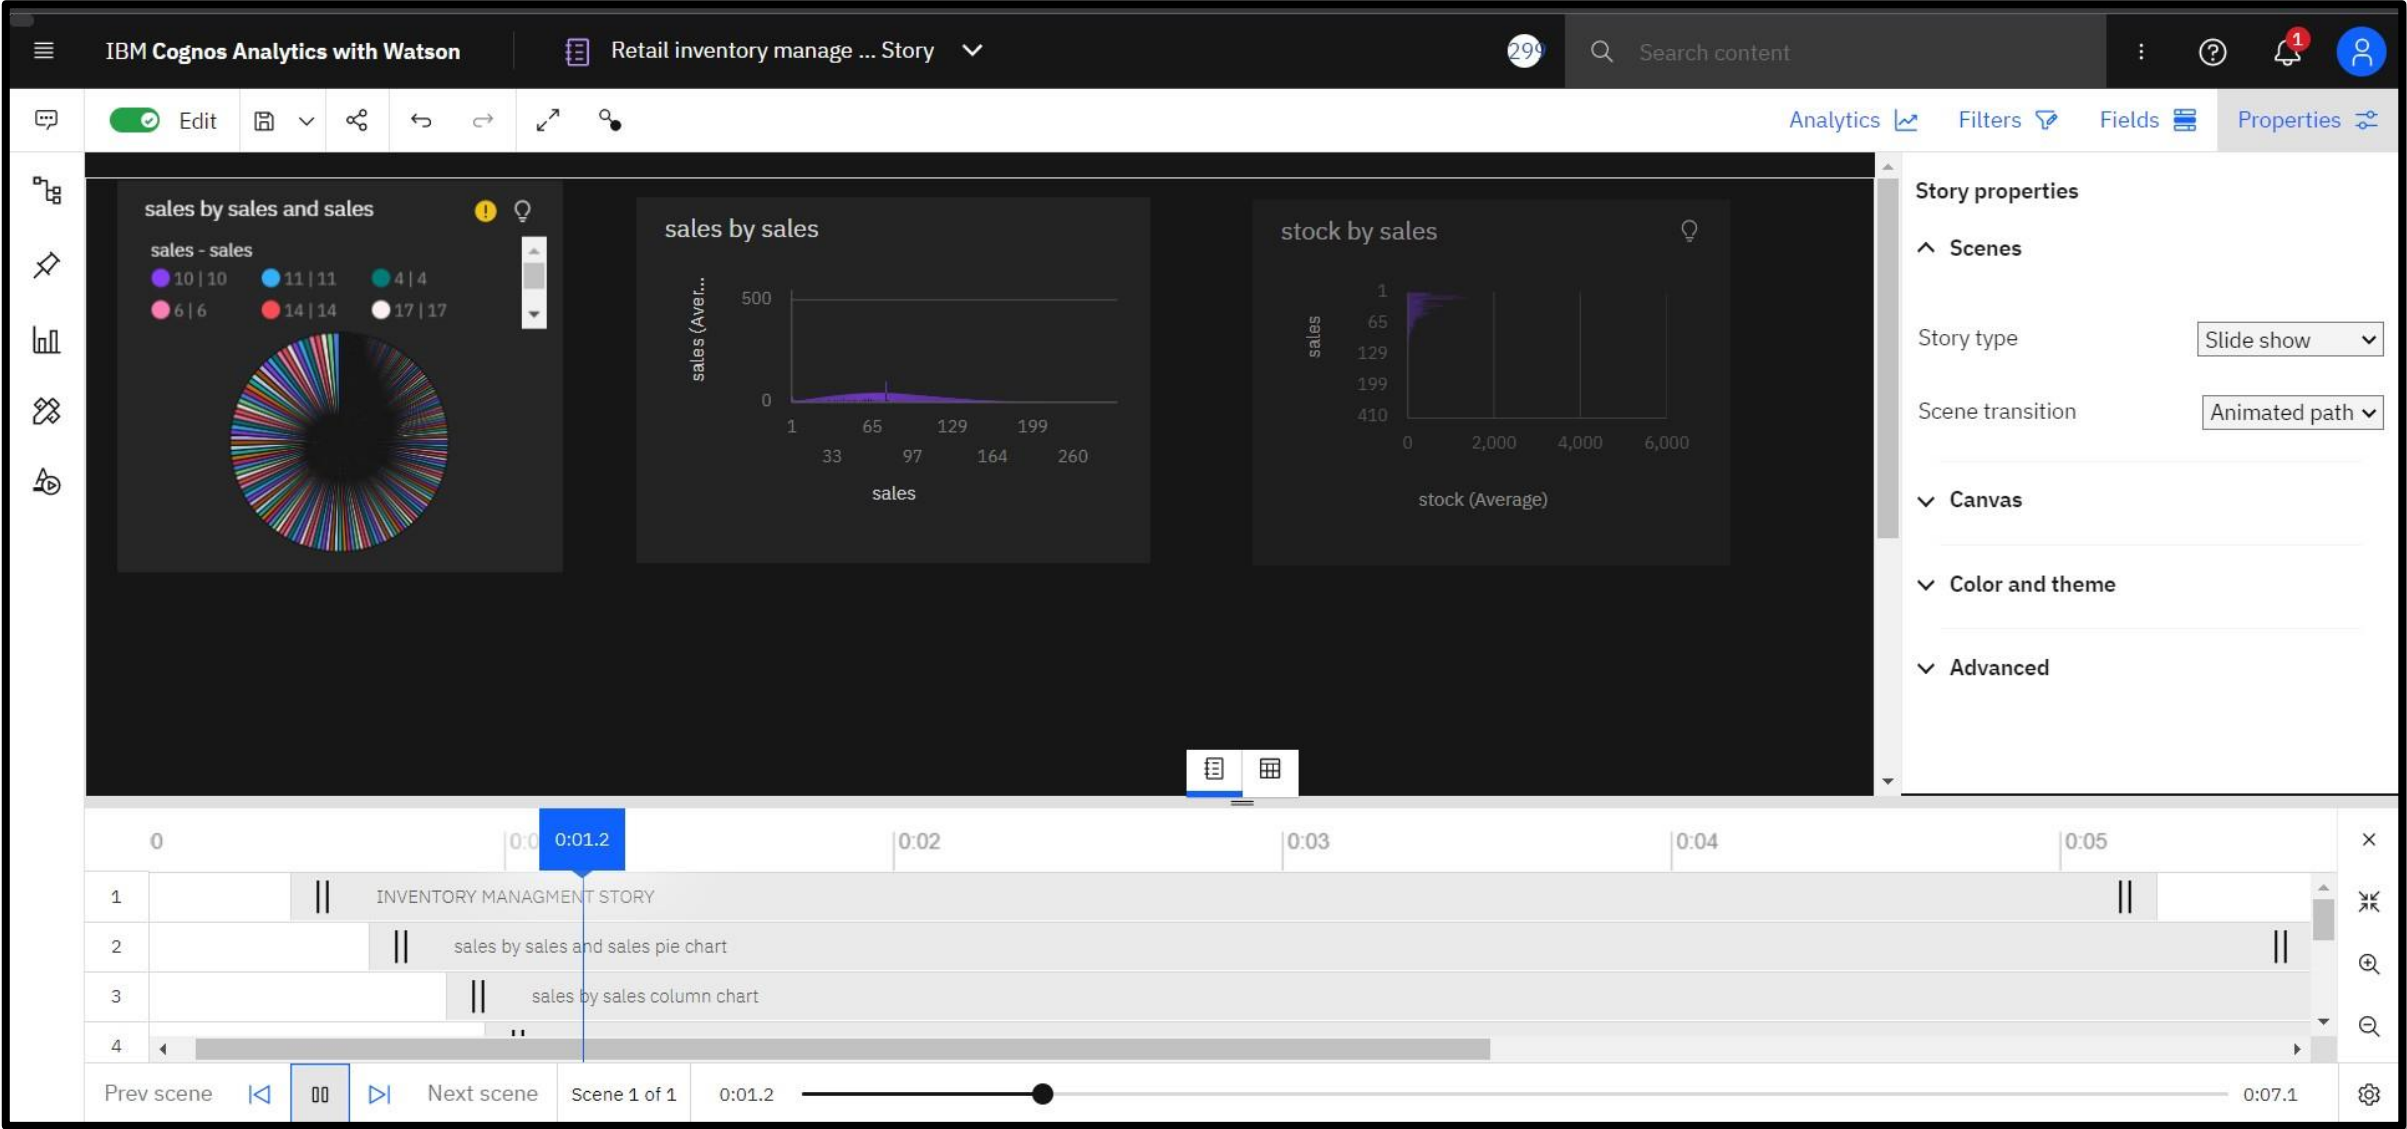 IBM Cognos Analytics with Watson
Retail inventory manage ... Story
299
Search content
1
Edit
Analytics
Filters
Fields
Properties
sales by sales and sales
sales - sales
10 | 10
11 | 11
4 | 4
6 | 6
14 | 14
17 | 17
sales by sales
sales (Aver...
500
0
1
65
129
199
33
97
164
260
sales
stock by sales
sales
1
65
129
199
410
0
2,000
4,000
6,000
stock (Average)
Story properties
Scenes
Story type
Slide show
Scene transition
Animated path
Canvas
Color and theme
Advanced
0
0:0
0:01.2
0:02
0:03
0:04
0:05
1
INVENTORY MANAGMENT STORY
2
sales by sales and sales pie chart
3
sales by sales column chart
4
Prev scene
Next scene
Scene 1 of 1
0:01.2
0:07.1